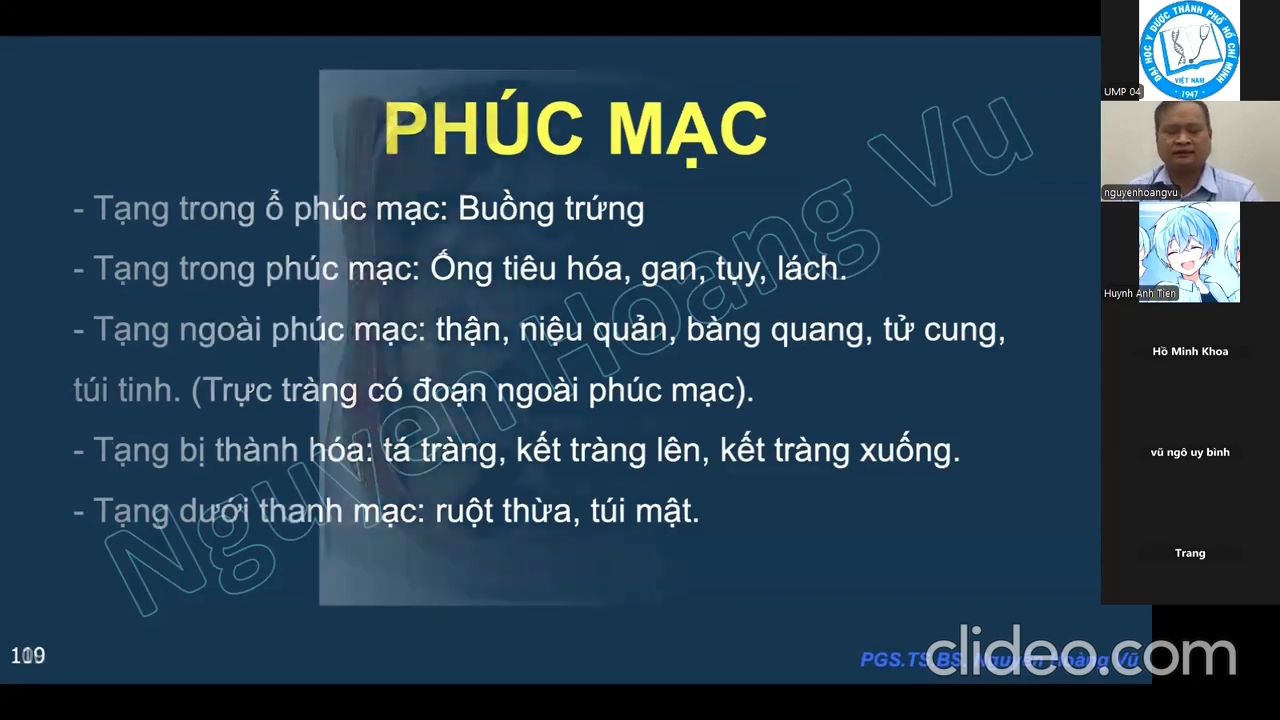 PHÚC MẠC
- Tạng trong ổ phúc mạc: Buồng trứng
- Tạng trong phúc mạc: Ống tiêu hóa, gan, tụy, lách.
- Tạng ngoài phúc mạc: thận, niệu quản, bàng quang, tử cung,
túi tinh. (Trực tràng có đoạn ngoài phúc mạc).
- Tạng bị thành hóa: tá tràng, kết tràng lên, kết tràng xuống.
- Tạng dưới thanh mạc: ruột thừa, túi mật.
Nguyen Hoang Vu
PGS.TS.BS. Nguyễn Hoàng Vũ
clideo.com
ĐẠI HỌC Y DƯỢC THÀNH PHỐ HỒ CHÍ MINH
VIỆT NAM
1947
UMP 04
nguyenhoangvu
Huynh Anh Tien
Hồ Minh Khoa
vũ ngô uy bình
Trang